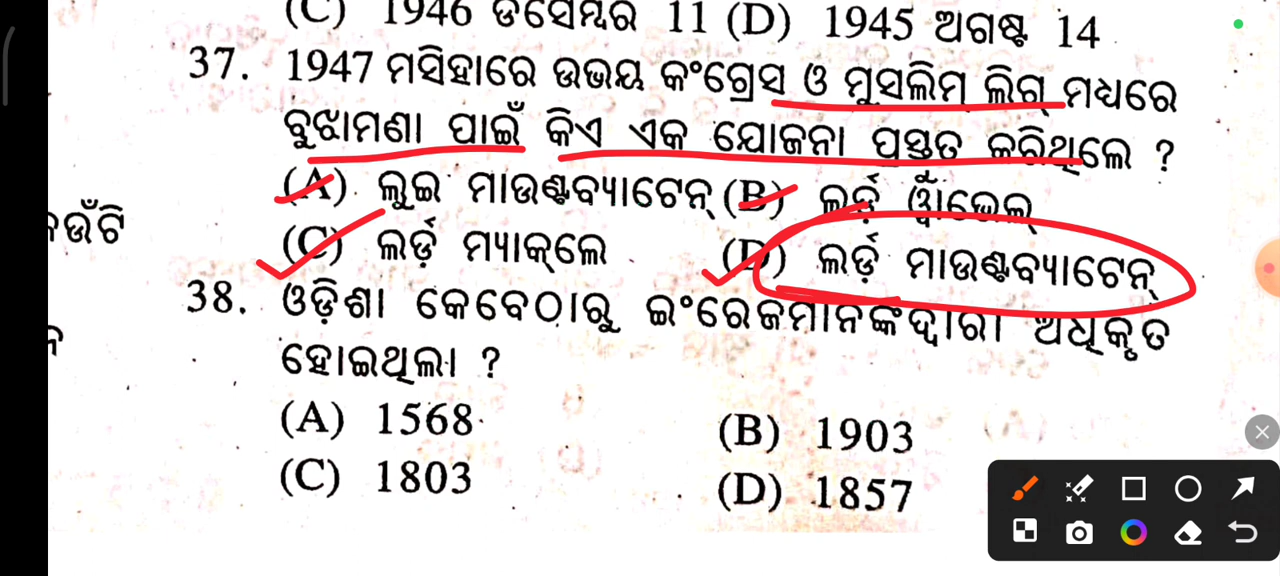 (C) 1946 ଡିସେମ୍ବର 11 (D) 1945 ଅଗଷ୍ଟ 14
37. 1947 ମସିହାରେ ଉଭୟ କଂଗ୍ରେସ ଓ ମୁସଲିମ୍ ଲିଗ୍ ମଧ୍ୟରେ
ବୁଝାମଣା ପାଇଁ କିଏ ଏକ ଯୋଜନା ପ୍ରସ୍ତୁତ କରିଥିଲେ ?
(A) ଲୁଇ ମାଉଣ୍ଟବ୍ୟାଟେନ୍ (B) ଲର୍ଡ଼ ୱାଭେଲ୍
(C) ଲର୍ଡ଼ ମ୍ୟାକ୍‌ଲେ (D) ଲର୍ଡ଼ ମାଉଣ୍ଟବ୍ୟାଟେନ୍
38. ଓଡ଼ିଶା କେବେଠାରୁ ଇଂରେଜମାନଙ୍କଦ୍ୱାରା ଅଧିକୃତ
ହୋଇଥିଲା ?
(A) 1568 (B) 1903
(C) 1803 (D) 1857